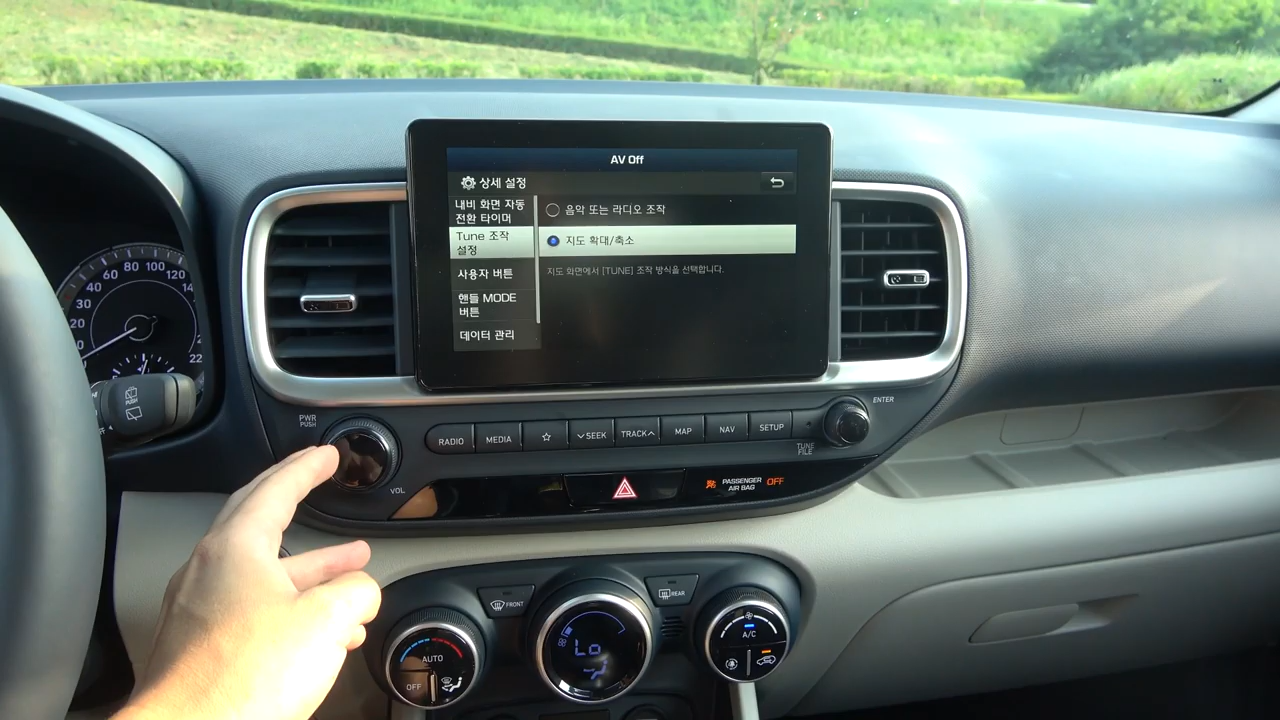 AV Off
상세 설정
내비 화면 자동
전환 타이머
Tune 조작
설정
사용자 버튼
핸들 MODE
버튼
데이터 관리
음악 또는 라디오 조작
지도 확대/축소
지도 화면에서 [TUNE] 조작 방식을 선택합니다.
PWR
PUSH
VOL
RADIO
MEDIA
SEEK
TRACK
MAP
NAV
SETUP
ENTER
TUNE
FILE
PASSENGER
AIR BAG
OFF
FRONT
REAR
AUTO
OFF
Lo
A/C
20
30
40
60
80
100
120
PUSH